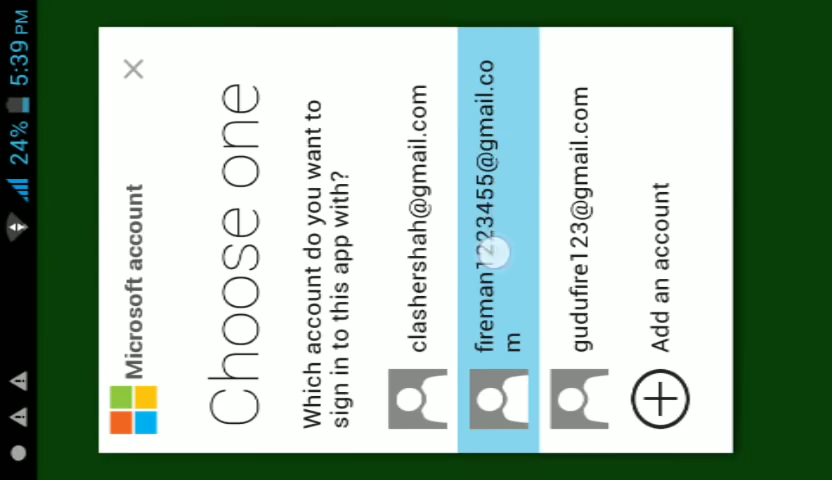 24% 5:39 PM
Microsoft account
Choose one
Which account do you want to
sign in to this app with?
clashershah@gmail.com
fireman1223455@gmail.co
m
gudufire123@gmail.com
Add an account